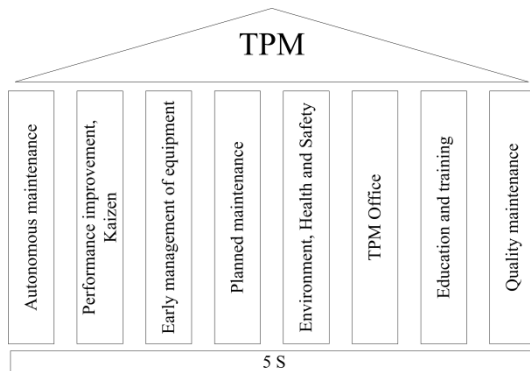 TPM
Autonomous maintenance
Performance improvement,
Kaizen
Early management of equipment
Planned maintenance
Environment, Health and Safety
TPM Office
Education and training
Quality maintenance
5 S